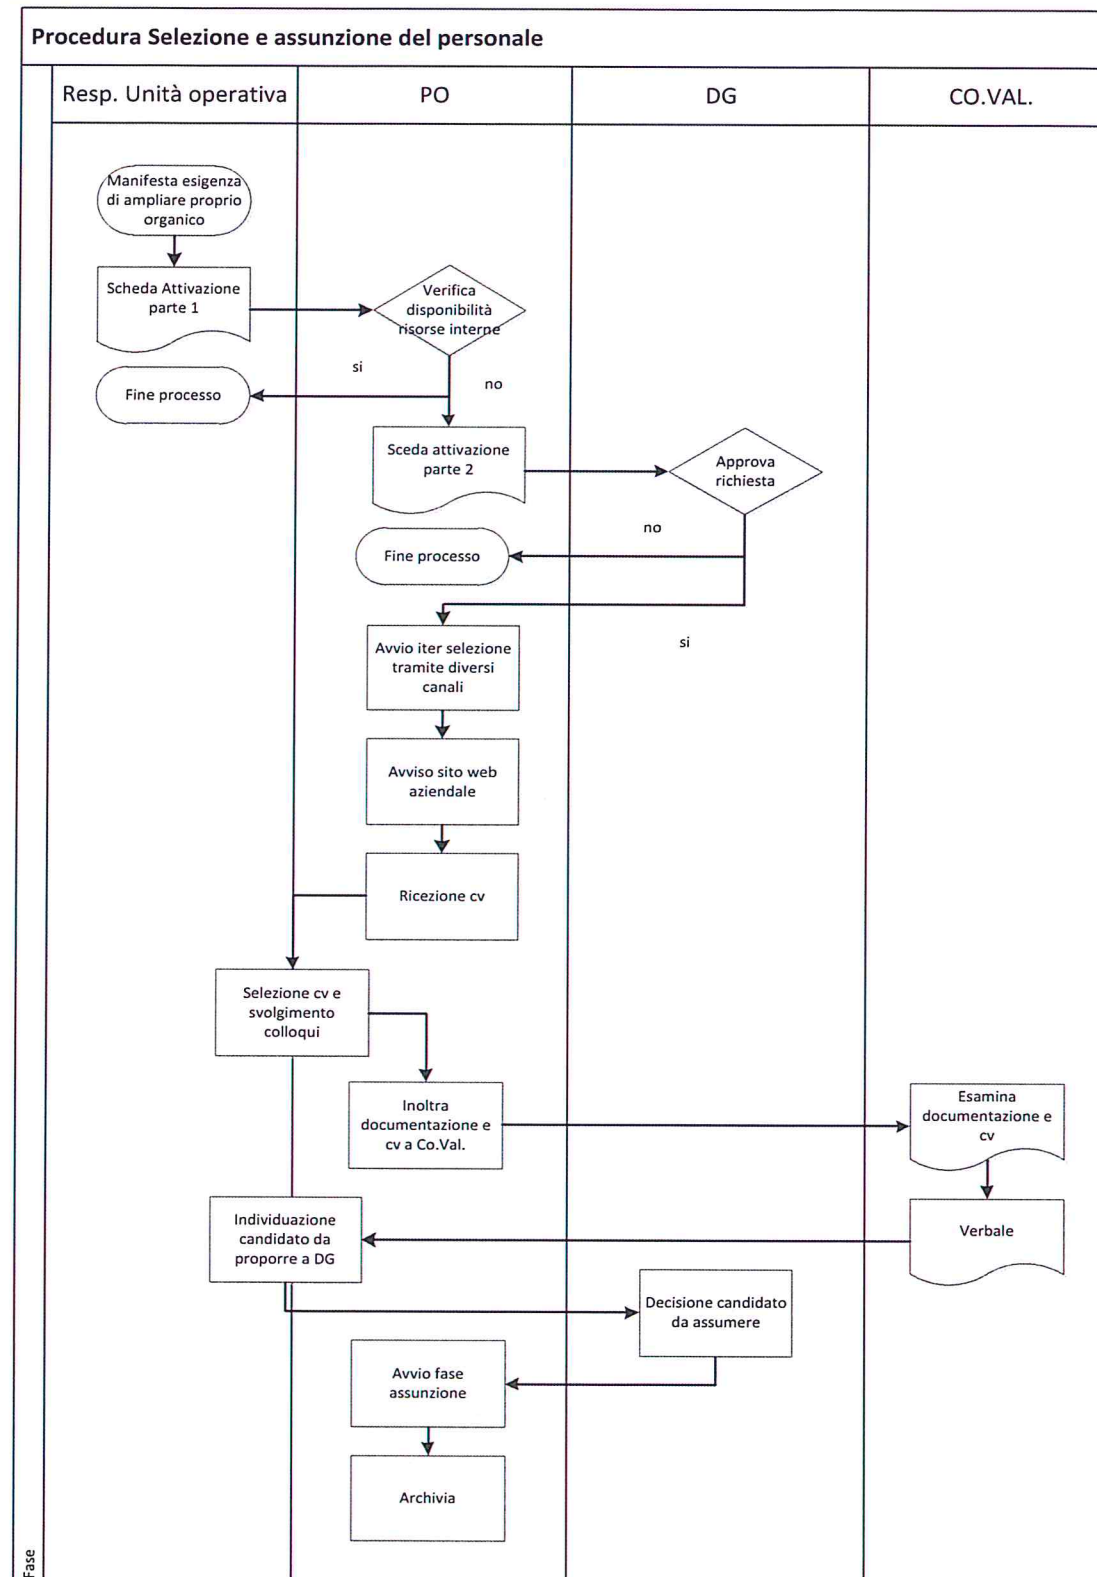 Procedura Selezione e assunzione del personale
Resp. Unità operativa
PO
DG
CO.VAL.
Manifesta esigenza
di ampliare proprio
organico
Scheda Attivazione
parte 1
Verifica
disponibilità
risorse interne
si
no
Fine processo
Sceda attivazione
parte 2
Approva
richiesta
no
Fine processo
si
Avvio iter selezione
tramite diversi
canali
Avviso sito web
aziendale
Ricezione cv
Selezione cv e
svolgimento
colloqui
Inoltra
documentazione e
cv a Co.Val.
Esamina
documentazione e
cv
Verbale
Individuazione
candidato da
proporre a DG
Decisione candidato
da assumere
Avvio fase
assunzione
Archivia
Fase